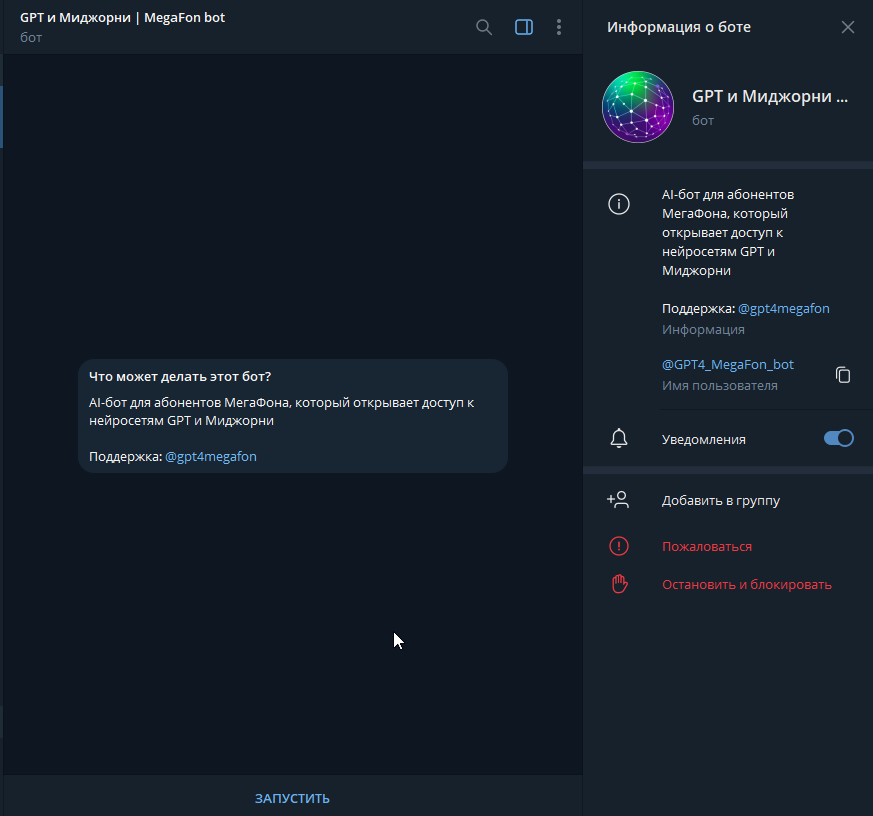 GPT и Миджорни | MegaFon bot
бот
Что может делать этот бот?
AI-бот для абонентов МегаФона, который открывает доступ к
нейросетям GPT и Миджорни
Поддержка: @gpt4megafon
ЗАПУСТИТЬ
Информация о боте
GPT и Миджорни ...
бот
AI-бот для абонентов
МегаФона, который
открывает доступ к
нейросетям GPT и
Миджорни
Поддержка: @gpt4megafon
Информация
@GPT4_MegaFon_bot
Имя пользователя
Уведомления
Добавить в группу
Пожаловаться
Остановить и блокировать